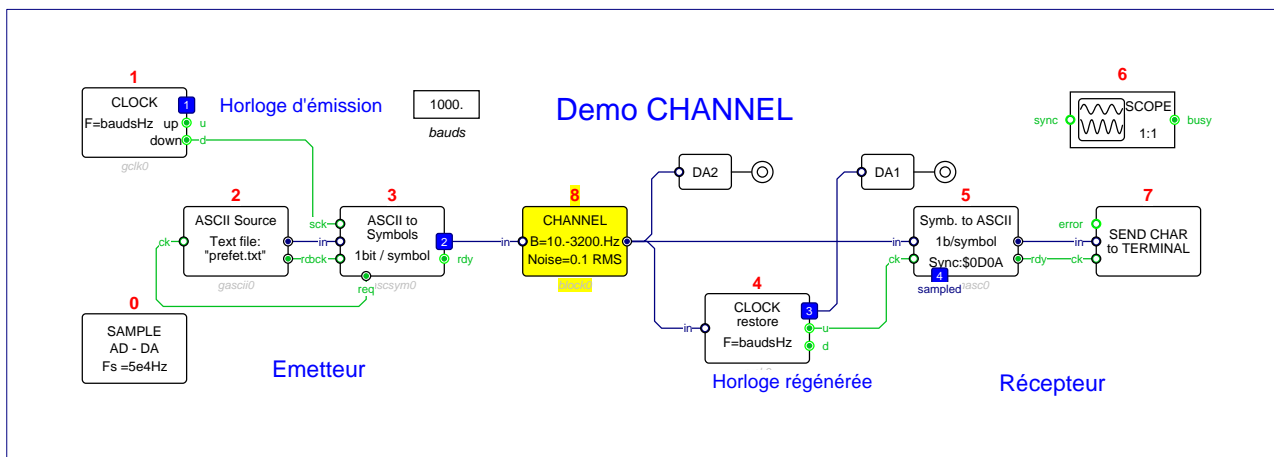 1
CLOCK
1
F=baudsHz
up
u
down
d
gclk0
Horloge d'émission
1000.
bauds
Demo CHANNEL
6
sync
SCOPE
1:1
busy
DA2
DA1
2
ASCII Source
Text file:
"prefet.txt"
ck
gascii0
3
ASCII to
Symbols
1bit / symbol
sck
in
2
rdy
req
8
CHANNEL
B=10.-3200.Hz
Noise=0.1 RMS
block0
5
Symb. to ASCII
1b/symbol
Sync:$0D0A
in
ck
4
sampled
rdy
7
error
SEND CHAR
to TERMINAL
in
ck
4
CLOCK
restore
F=baudsHz
in
3
u
d
0
SAMPLE
AD - DA
Fs =5e4Hz
Emetteur
Horloge régénérée
Récepteur